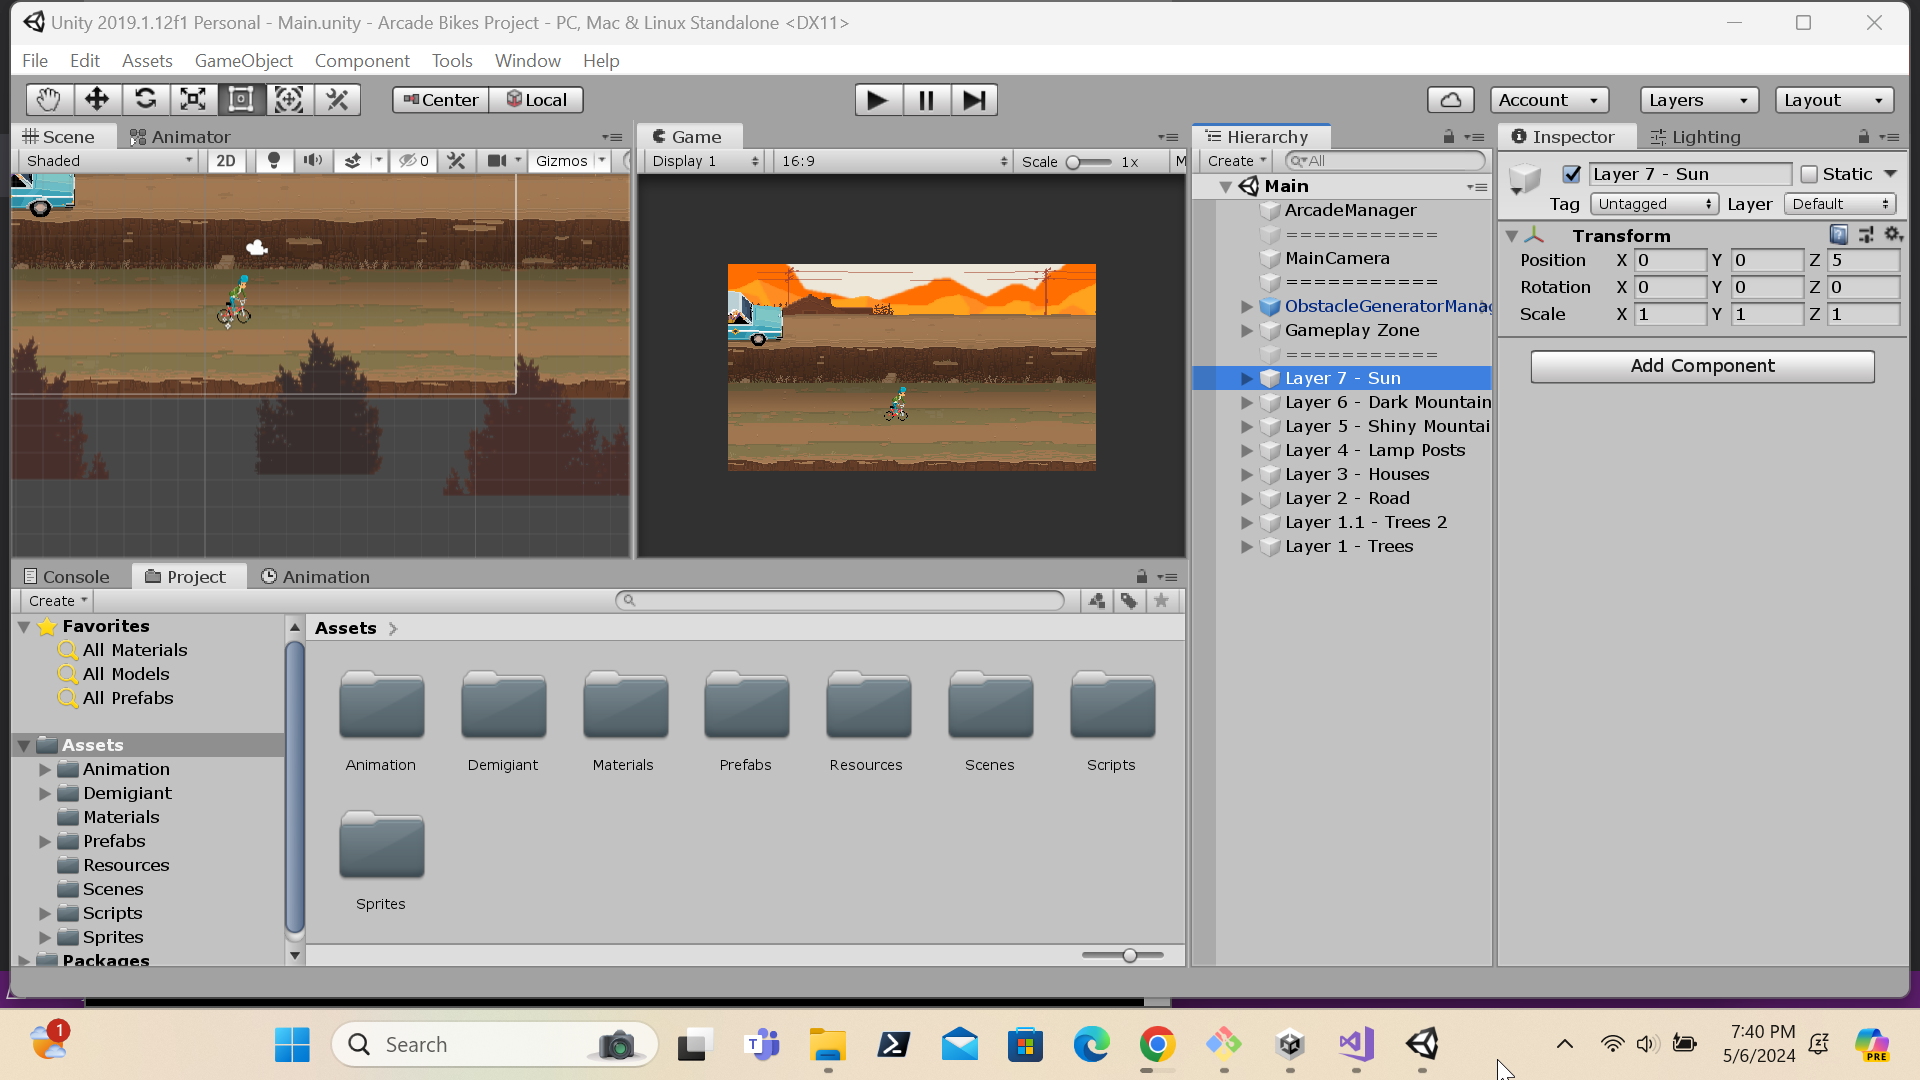 Unity 2019.1.12f1 Personal - Main.unity - Arcade Bikes Project - PC, Mac & Linux Standalone <DX11>
File Edit Assets GameObject Component Tools Window Help
Center Local
Account Layers Layout
Scene Animator
Shaded 2D 0 Gizmos
Game
Display 1 16:9 Scale 1x M
Hierarchy
Create All
Main
ArcadeManager
===========
MainCamera
===========
ObstacleGeneratorManag
Gameplay Zone
===========
Layer 7 - Sun
Layer 6 - Dark Mountain
Layer 5 - Shiny Mountai
Layer 4 - Lamp Posts
Layer 3 - Houses
Layer 2 - Road
Layer 1.1 - Trees 2
Layer 1 - Trees
Inspector Lighting
Layer 7 - Sun Static
Tag Untagged Layer Default
Transform
Position X 0 Y 0 Z 5
Rotation X 0 Y 0 Z 0
Scale X 1 Y 1 Z 1
Add Component
Console Project Animation
Create
Favorites
All Materials
All Models
All Prefabs
Assets
Animation
Demigiant
Materials
Prefabs
Resources
Scenes
Scripts
Sprites
Packages
Assets
Animation Demigiant Materials Prefabs Resources Scenes Scripts
Sprites
1
Search
7:40 PM
5/6/2024
PRE